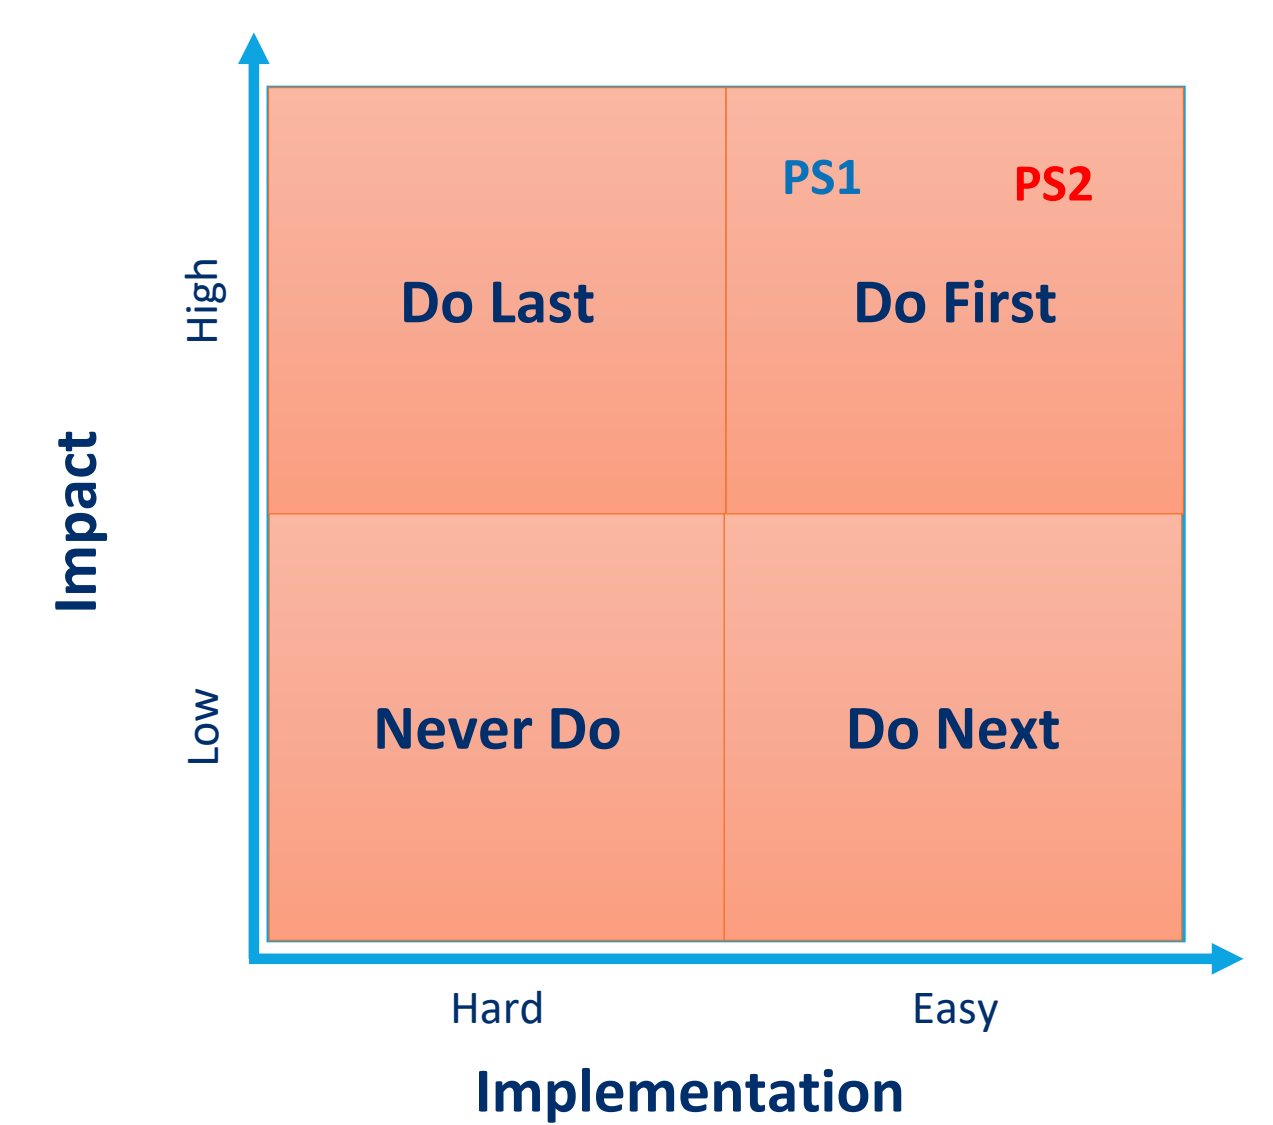 PS1
PS2
Do Last
Do First
High
Impact
Never Do
Do Next
Low
Hard
Easy
Implementation